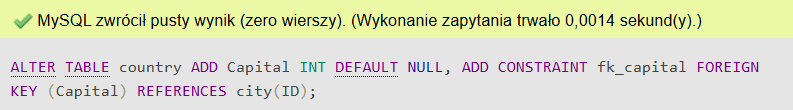 MySQL zwrócił pusty wynik (zero wierszy). (Wykonanie zapytania trwało 0,0014 sekund(y).)
ALTER TABLE country ADD Capital INT DEFAULT NULL, ADD CONSTRAINT fk_capital FOREIGN
KEY (Capital) REFERENCES city(ID);